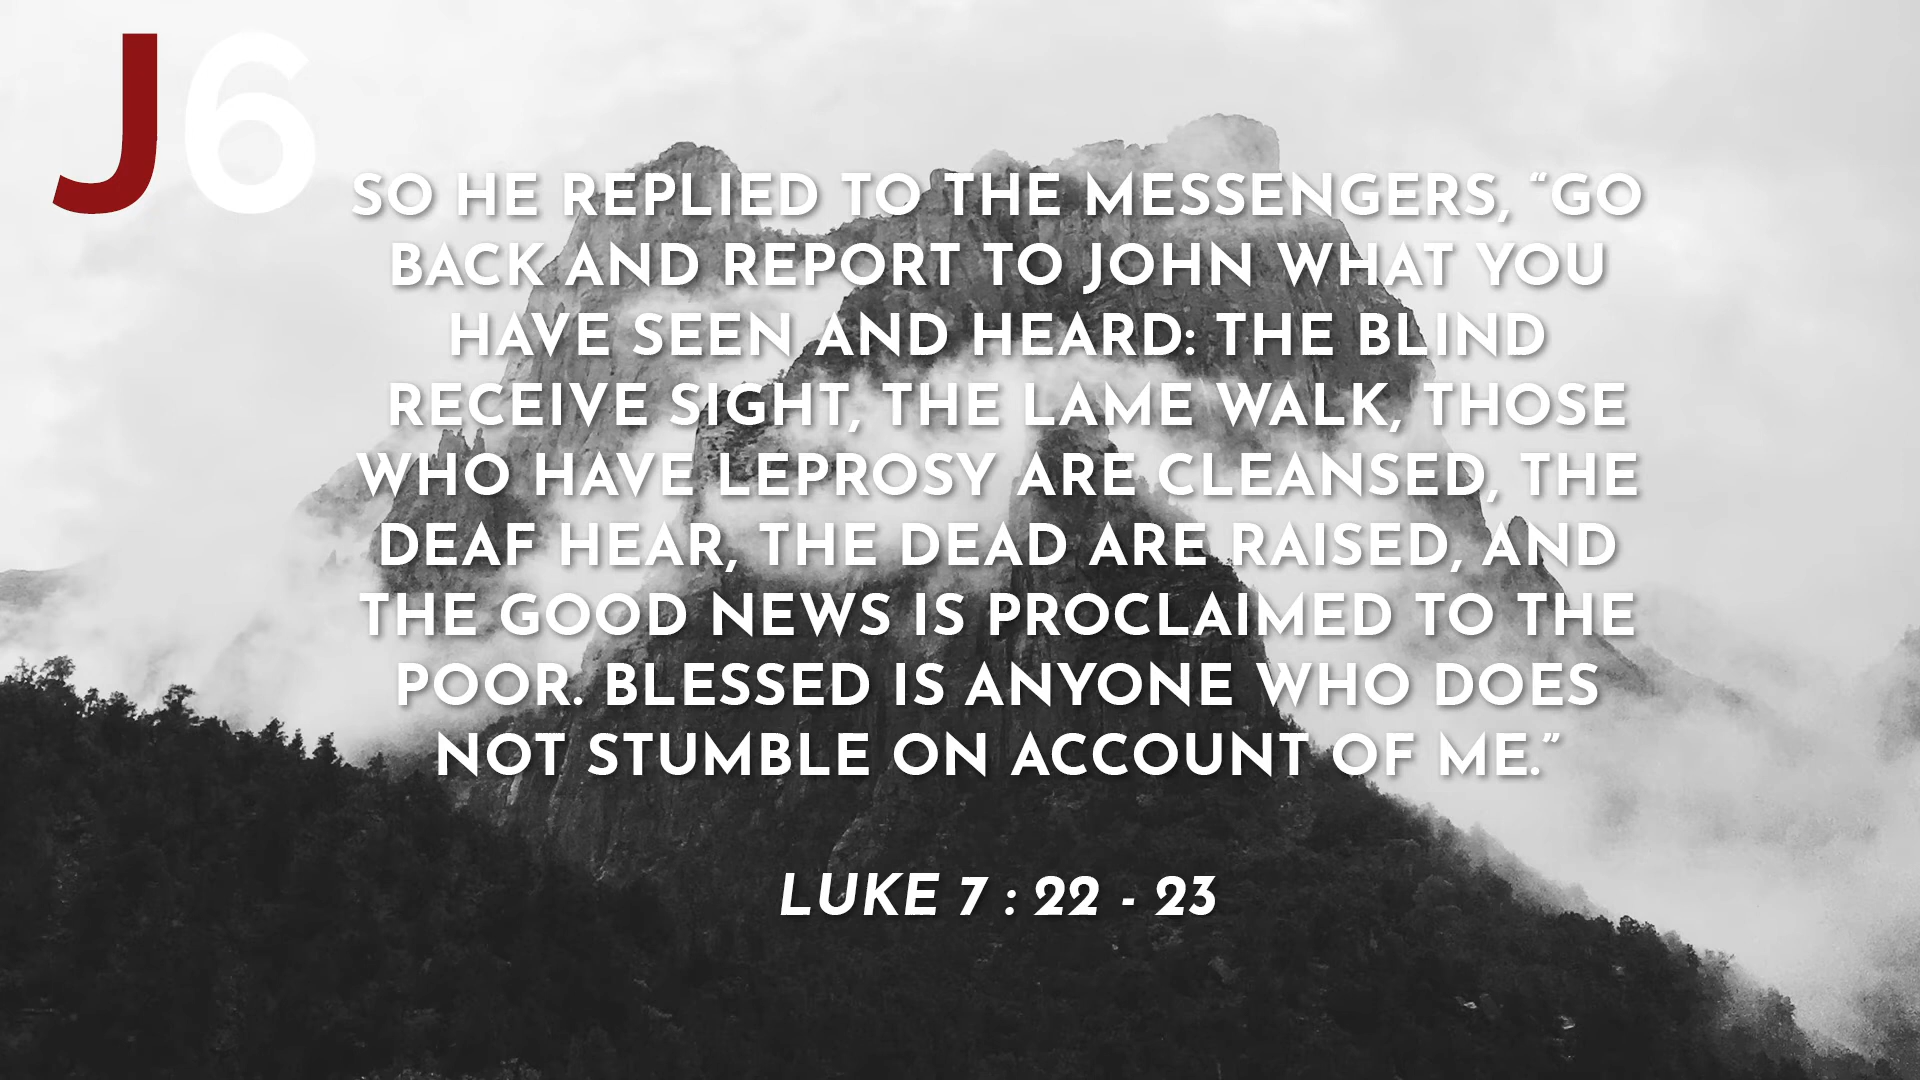 J6
SO HE REPLIED TO THE MESSENGERS, “GO
BACK AND REPORT TO JOHN WHAT YOU
HAVE SEEN AND HEARD: THE BLIND
RECEIVE SIGHT, THE LAME WALK, THOSE
WHO HAVE LEPROSY ARE CLEANSED, THE
DEAF HEAR, THE DEAD ARE RAISED, AND
THE GOOD NEWS IS PROCLAIMED TO THE
POOR. BLESSED IS ANYONE WHO DOES
NOT STUMBLE ON ACCOUNT OF ME.”
LUKE 7 : 22 - 23